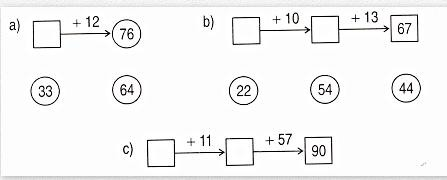 a) + 12 76
b) + 10 + 13 67
33 64 22 54 44
c) + 11 + 57 90